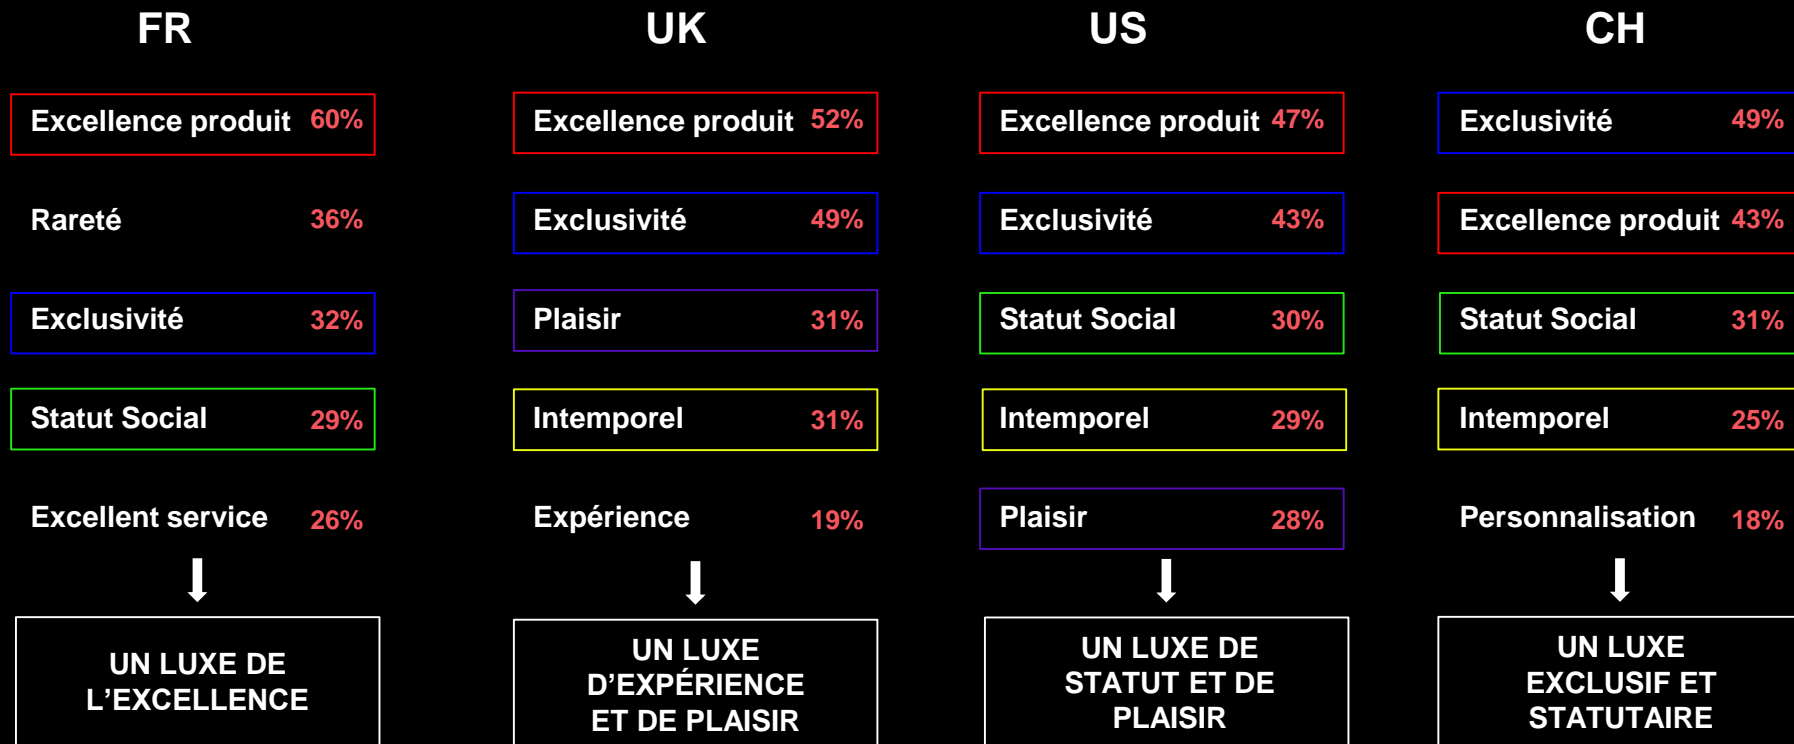 FR
Excellence produit 60%
Rareté 36%
Exclusivité 32%
Statut Social 29%
Excellent service 26%
UN LUXE DE
L’EXCELLENCE
UK
Excellence produit 52%
Exclusivité 49%
Plaisir 31%
Intemporel 31%
Expérience 19%
UN LUXE
D’EXPÉRIENCE
ET DE PLAISIR
US
Excellence produit 47%
Exclusivité 43%
Statut Social 30%
Intemporel 29%
Plaisir 28%
UN LUXE DE
STATUT ET DE
PLAISIR
CH
Exclusivité 49%
Excellence produit 43%
Statut Social 31%
Intemporel 25%
Personnalisation 18%
UN LUXE
EXCLUSIF ET
STATUTAIRE